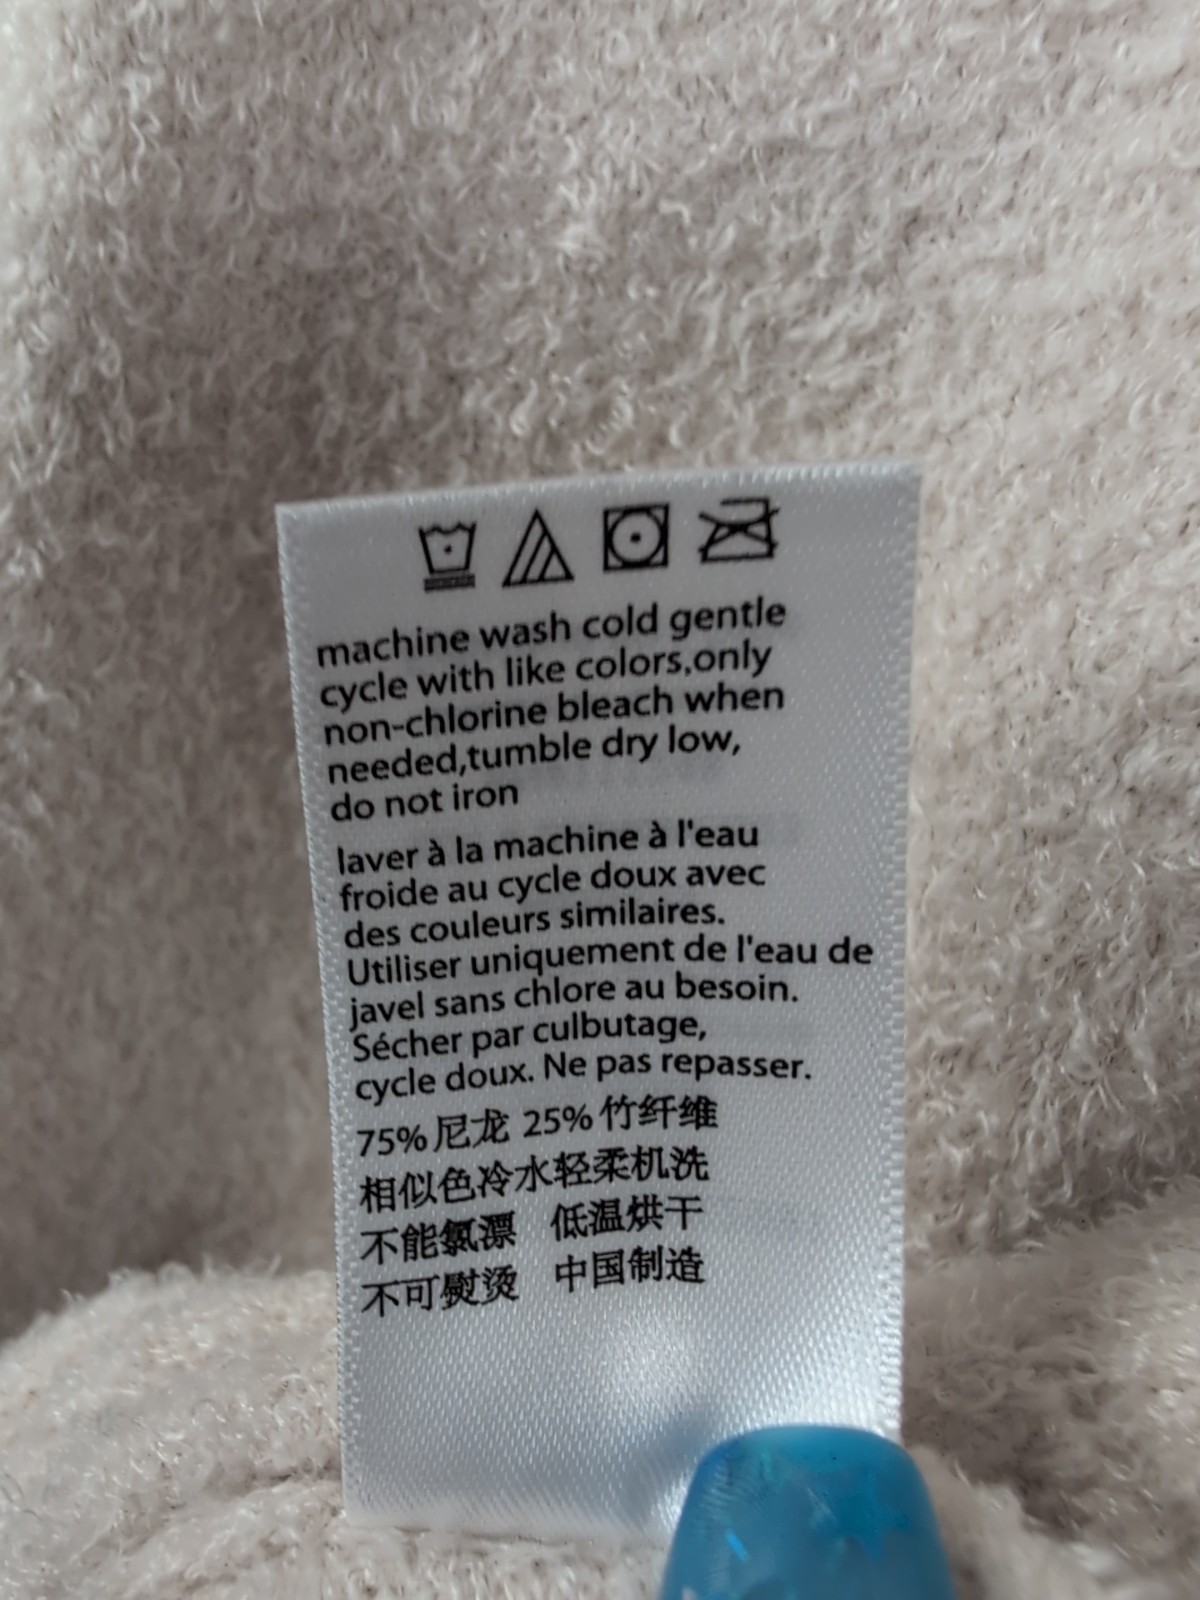 machine wash cold gentle
cycle with like colors,only
non-chlorine bleach when
needed,tumble dry low,
do not iron
laver à la machine à l'eau
froide au cycle doux avec
des couleurs similaires.
Utiliser uniquement de l'eau de
javel sans chlore au besoin.
Sécher par culbutage,
cycle doux. Ne pas repasser.
75%尼龙 25%竹纤维
相似色冷水轻柔机洗
不能氯漂 低温烘干
不可熨烫 中国制造